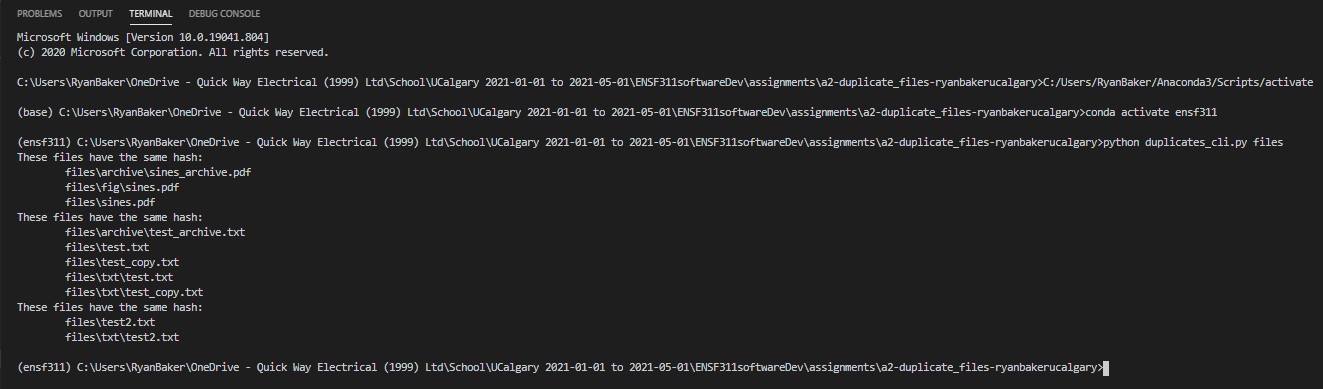 PROBLEMS OUTPUT TERMINAL DEBUG CONSOLE
Microsoft Windows [Version 10.0.19041.804]
(c) 2020 Microsoft Corporation. All rights reserved.
C:\Users\RyanBaker\OneDrive - Quick Way Electrical (1999) Ltd\School\UCalgary 2021-01-01 to 2021-05-01\ENSF311softwareDev\assignments\a2-duplicate_files-ryanbakerucalgary>C:/Users/RyanBaker/Anaconda3/Scripts/activate
(base) C:\Users\RyanBaker\OneDrive - Quick Way Electrical (1999) Ltd\School\UCalgary 2021-01-01 to 2021-05-01\ENSF311softwareDev\assignments\a2-duplicate_files-ryanbakerucalgary>conda activate ensf311
(ensf311) C:\Users\RyanBaker\OneDrive - Quick Way Electrical (1999) Ltd\School\UCalgary 2021-01-01 to 2021-05-01\ENSF311softwareDev\assignments\a2-duplicate_files-ryanbakerucalgary>python duplicates_cli.py files
These files have the same hash:
files\archive\sines_archive.pdf
files\fig\sines.pdf
files\sines.pdf
These files have the same hash:
files\archive\test_archive.txt
files\test.txt
files\test_copy.txt
files\txt\test.txt
files\txt\test_copy.txt
These files have the same hash:
files\test2.txt
files\txt\test2.txt
(ensf311) C:\Users\RyanBaker\OneDrive - Quick Way Electrical (1999) Ltd\School\UCalgary 2021-01-01 to 2021-05-01\ENSF311softwareDev\assignments\a2-duplicate_files-ryanbakerucalgary>